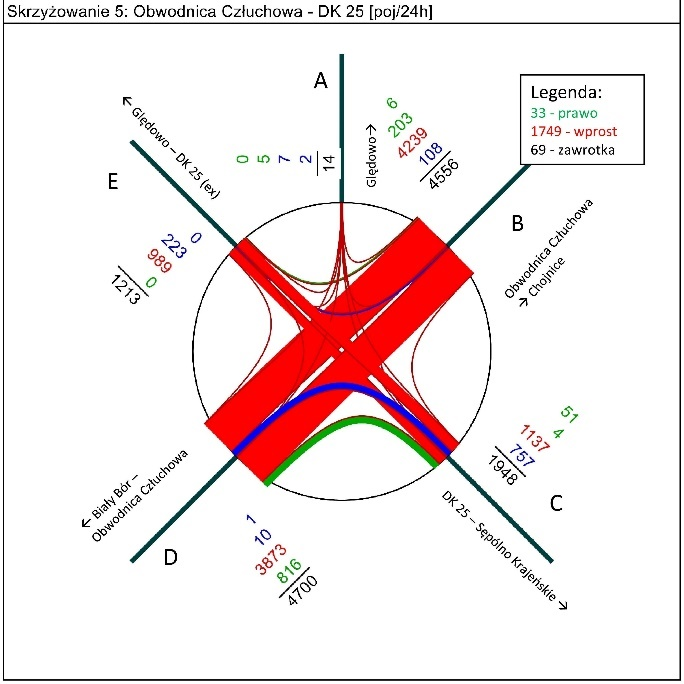 Skrzyżowanie 5: Obwodnica Człuchowa - DK 25 [poj/24h]
A
Legenda:
33 - prawo
1749 - wprost
69 - zawrotka
← Ględowo – DK 25 (ex)
0
5
7
2
14
Ględowo→
6
203
4239
108
4556
E
B
Obwodnica Człuchowa
→ Chojnice
0
223
989
0
1213
51
4
1137
757
1948
C
DK 25 – Sępólno Krajeńskie →
← Biały Bór –
Obwodnica Człuchowa
D
1
10
3873
816
4700